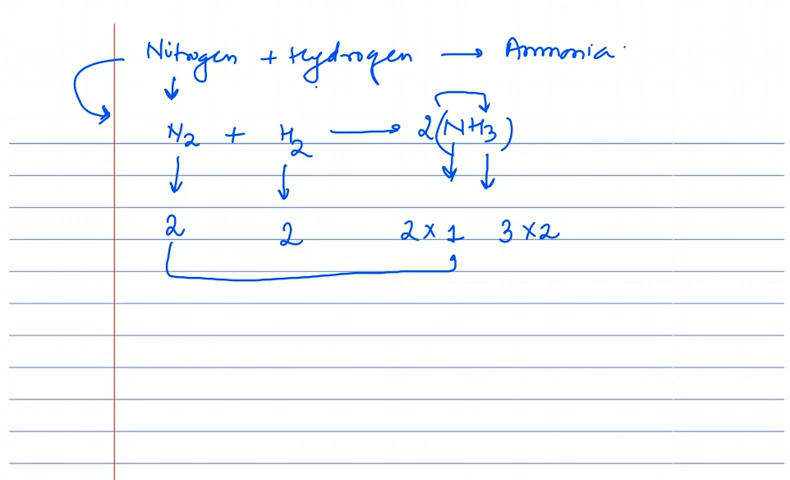 Nitrogen + Hydrogen → Ammonia
N2 + H2 → 2(NH3)
2 2 2 × 1 3 × 2